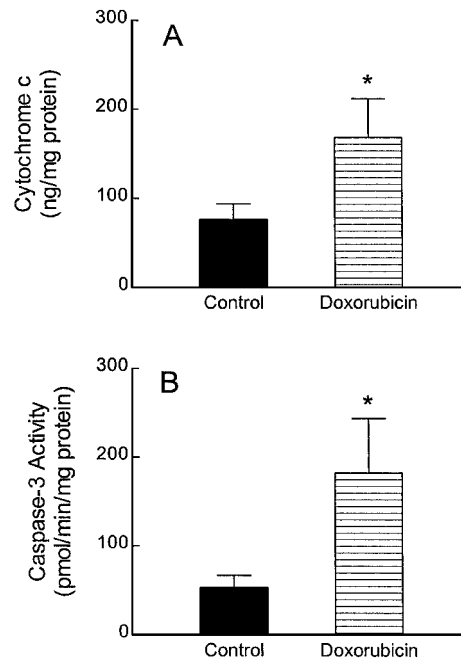 A
Cytochrome c
(ng/mg protein)
300
200
100
0
*
Control
Doxorubicin
B
Caspase-3 Activity
(pmol/min/mg protein)
300
200
100
0
*
Control
Doxorubicin